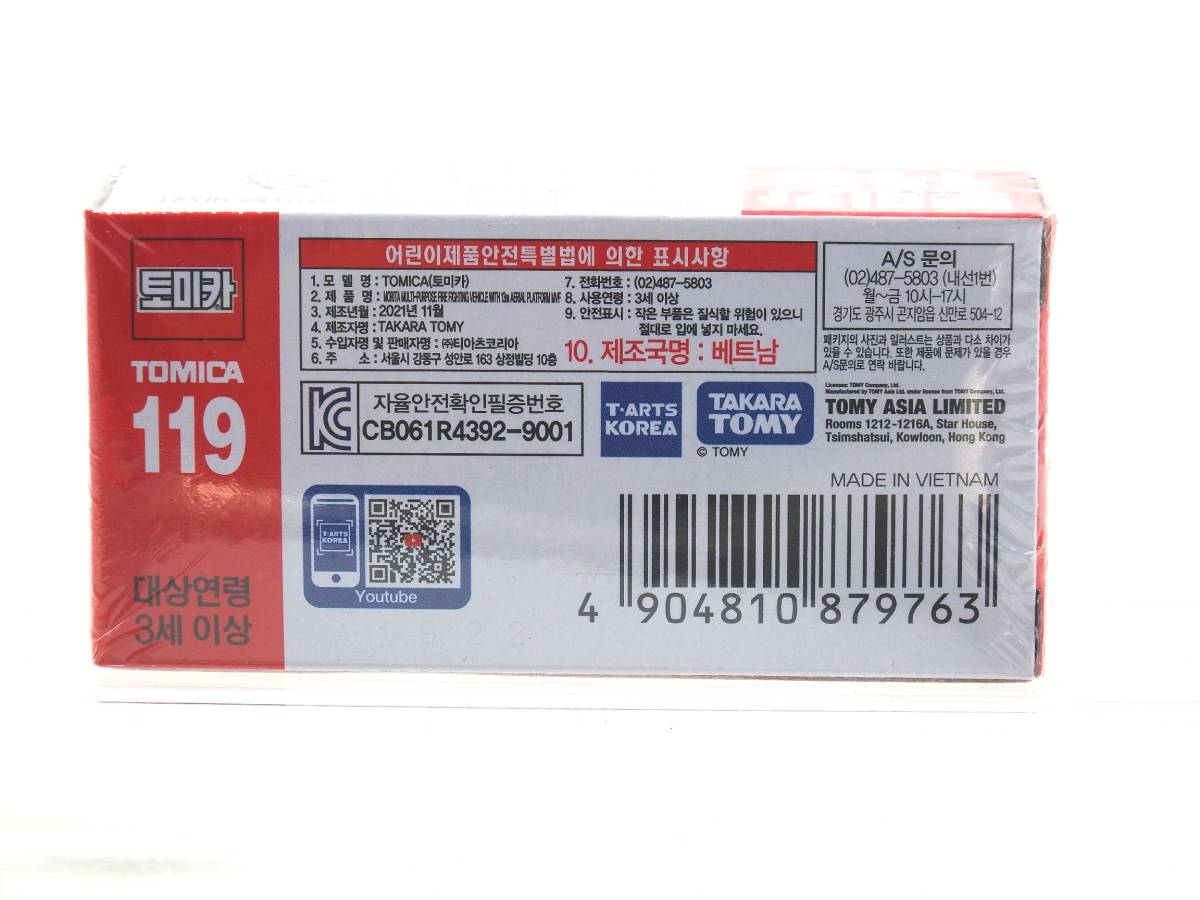 토미카
TOMICA
119
대상연령
3세 이상
어린이제품안전특별법에 의한 표시사항
1. 모 델 명 : TOMICA(토미카)
2. 제 품 명 : MORITA MULTI-PURPOSE FIRE FIGHTING VEHICLE WITH 13m AERIAL PLATFORM MVF
3. 제조년월 : 2021년 11월
4. 제조자명 : TAKARA TOMY
5. 수입자명 및 판매자명 : ㈜티아츠코리아
6. 주 소 : 서울시 강동구 성안로 163 상정빌딩 10층
7. 전화번호 : (02)487-5803
8. 사용연령 : 3세 이상
9. 안전표시 : 작은 부품은 질식할 위험이 있으니
절대로 입에 넣지 마세요.
10. 제조국명 : 베트남
A/S 문의
(02)487-5803 (내선1번)
월~금 10시-17시
경기도 광주시 곤지암읍 신만로 504-12
패키지의 사진과 일러스트는 상품과 다소 차이가
있을 수 있습니다. 또한 제품에 문제가 있을 경우
A/S문의로 연락 바랍니다.
자율안전확인필증번호
CB061R4392-9001
T-ARTS
KOREA
TAKARA
TOMY
© TOMY
Licensor: TOMY Company, Ltd.
Manufactured by TOMY Asia Ltd. under license from TOMY Company, Ltd.
TOMY ASIA LIMITED
Rooms 1212-1216A, Star House,
Tsimshatsui, Kowloon, Hong Kong
MADE IN VIETNAM
T-ARTS
KOREA
Youtube
4 904810 879763